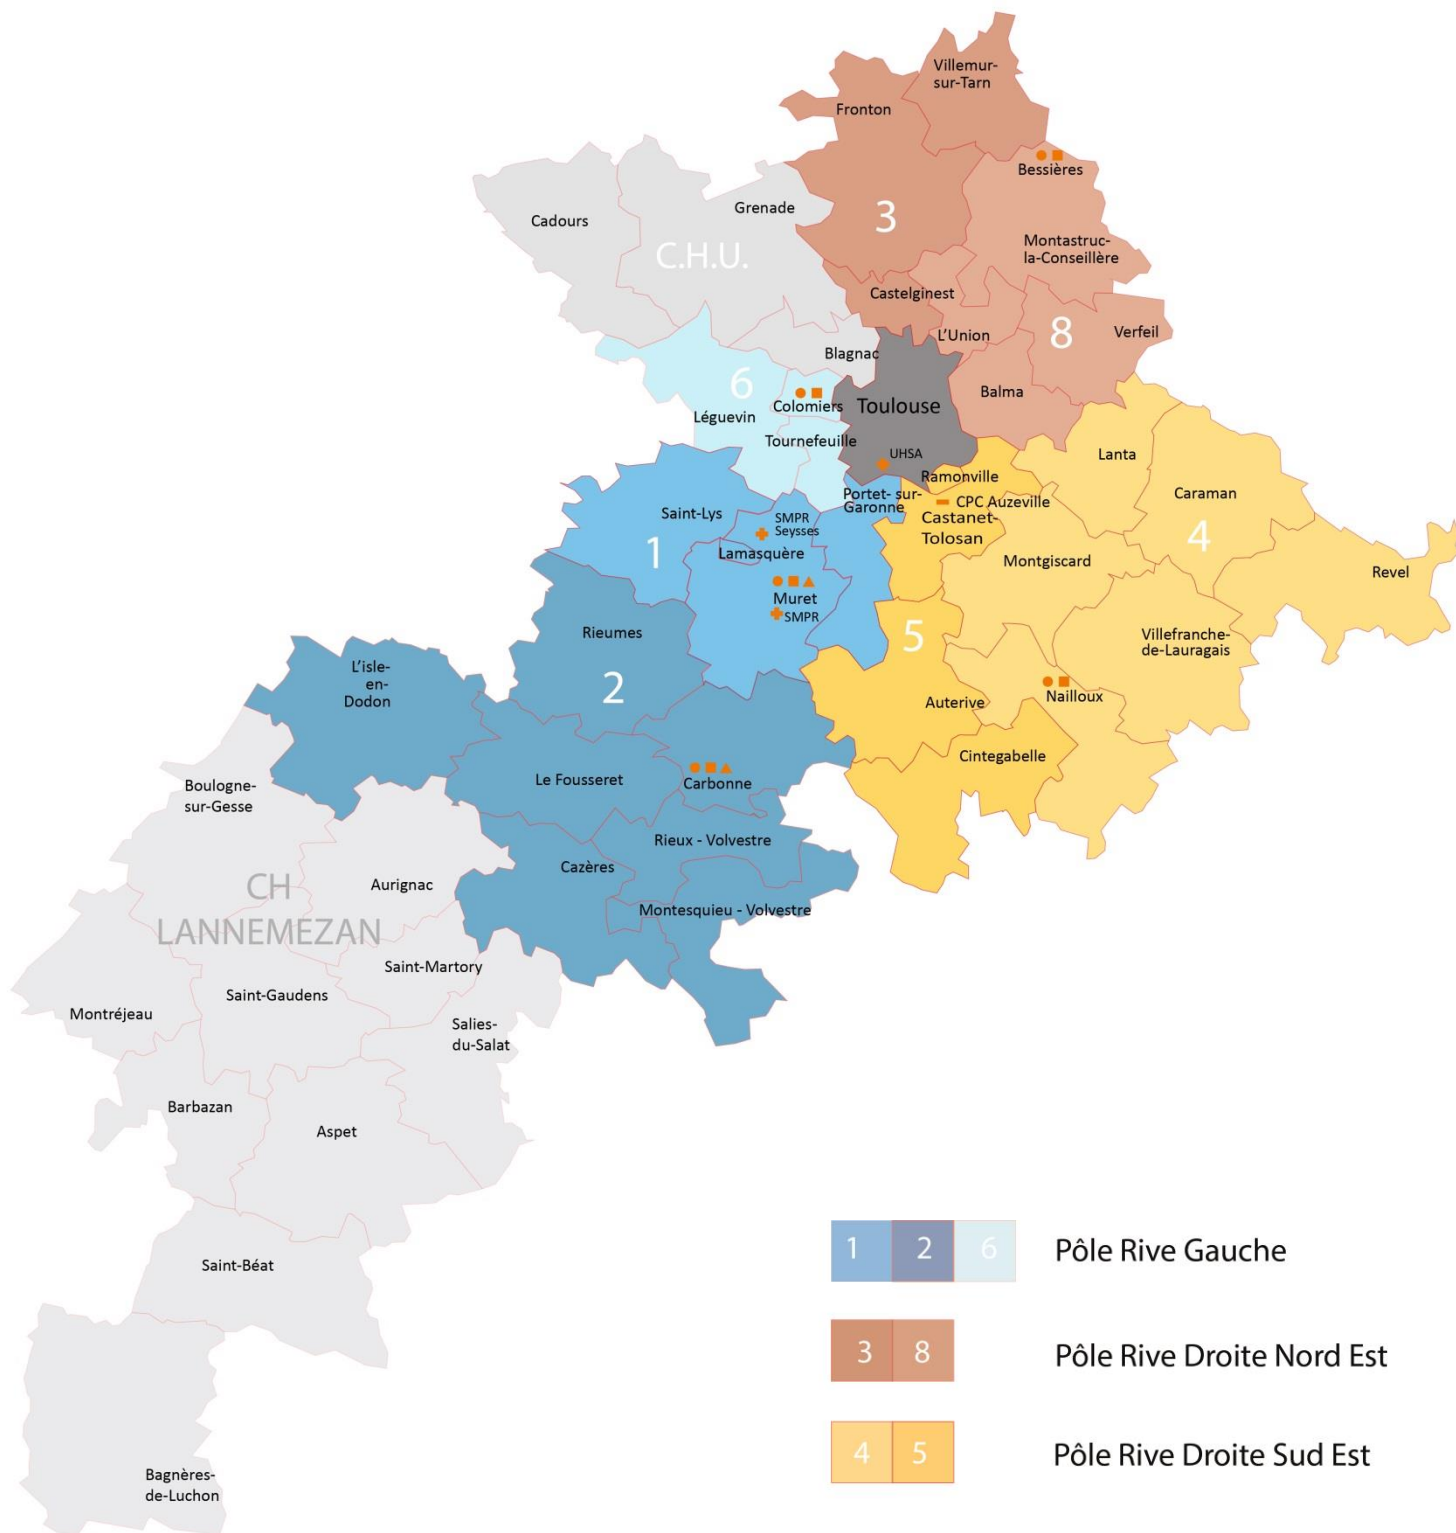 Villemur-
sur-Tarn
Fronton
Bessières
Cadours
Grenade
3
C.H.U.
Montastruc-
la-Conseillère
Castelginest
L'Union
8
Verfeil
Blagnac
6
Balma
Colomiers
Toulouse
Léguevin
Tournefeuille
UHSA
Lanta
Ramonville
Caraman
Portet- sur-
Garonne
CPC Auzeville
Castanet-
Tolosan
4
Saint-Lys
SMPR
Seysses
1
Lamasquère
Montgiscard
Revel
Muret
SMPR
5
Rieumes
Villefranche-
de-Lauragais
L'isle-
en-
Dodon
2
Nailloux
Auterive
Cintegabelle
Boulogne-
sur-Gesse
Le Fousseret
Carbonne
Rieux - Volvestre
Cazères
CH
LANNEMEZAN
Aurignac
Montesquieu - Volvestre
Saint-Martory
Saint-Gaudens
Montréjeau
Salies-
du-Salat
Barbazan
Aspet
Saint-Béat
Bagnères-
de-Luchon
1 2 6 Pôle Rive Gauche
3 8 Pôle Rive Droite Nord Est
4 5 Pôle Rive Droite Sud Est